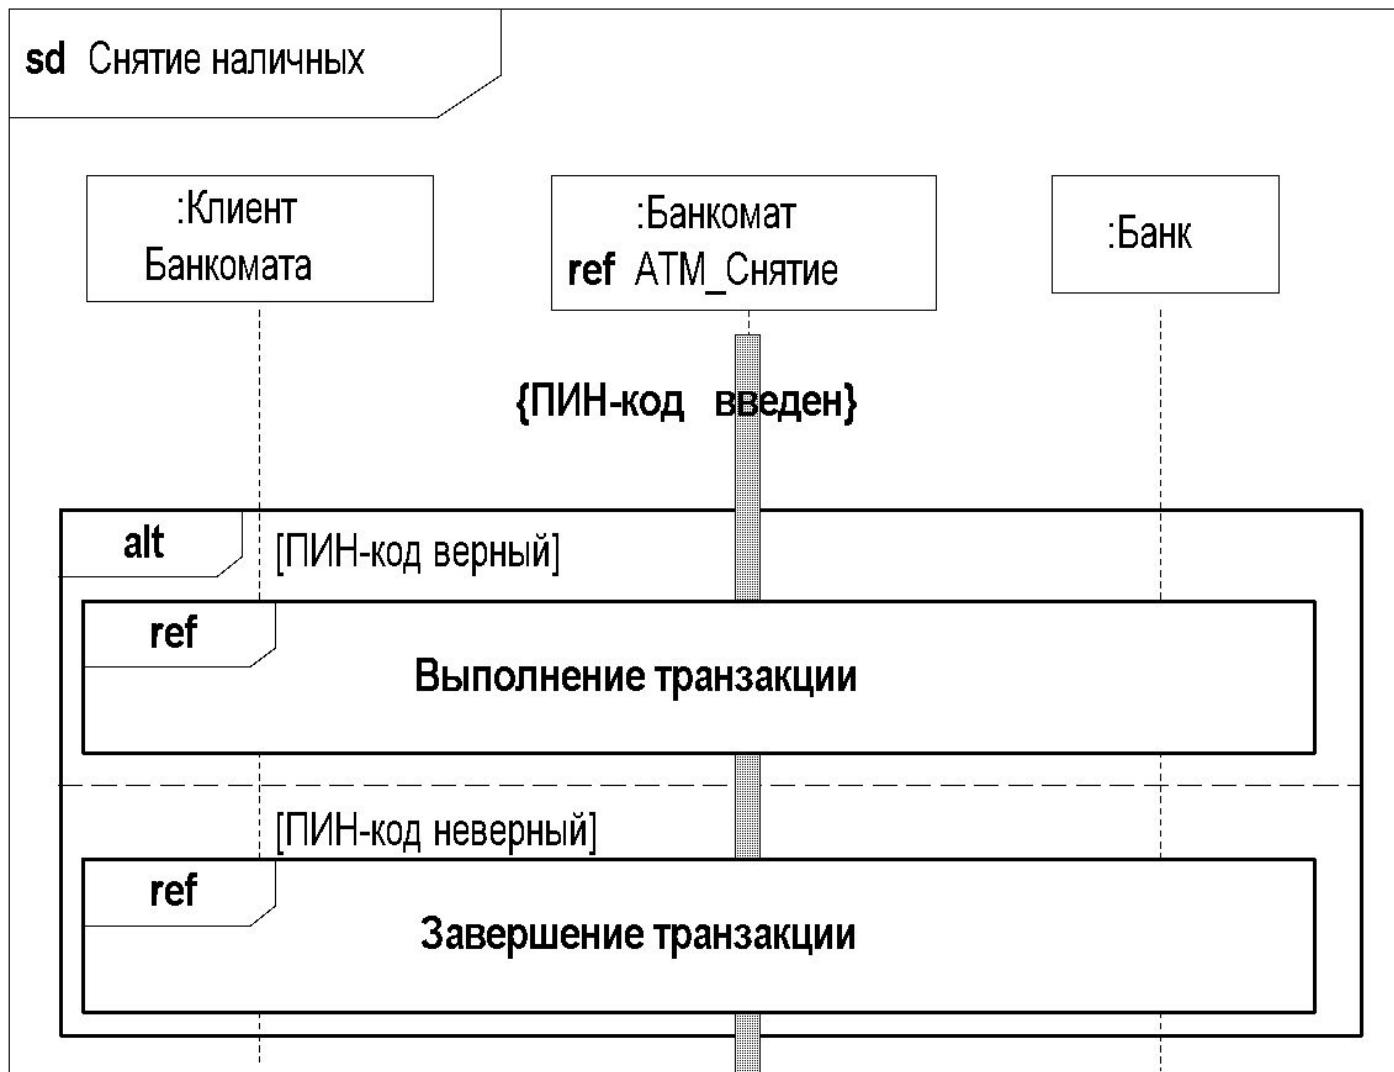 sd Снятие наличных
:Клиент
Банкомата
:Банкомат
ref АТМ_Снятие
:Банк
{ПИН-код введен}
alt
[ПИН-код верный]
ref
Выполнение транзакции
[ПИН-код неверный]
ref
Завершение транзакции